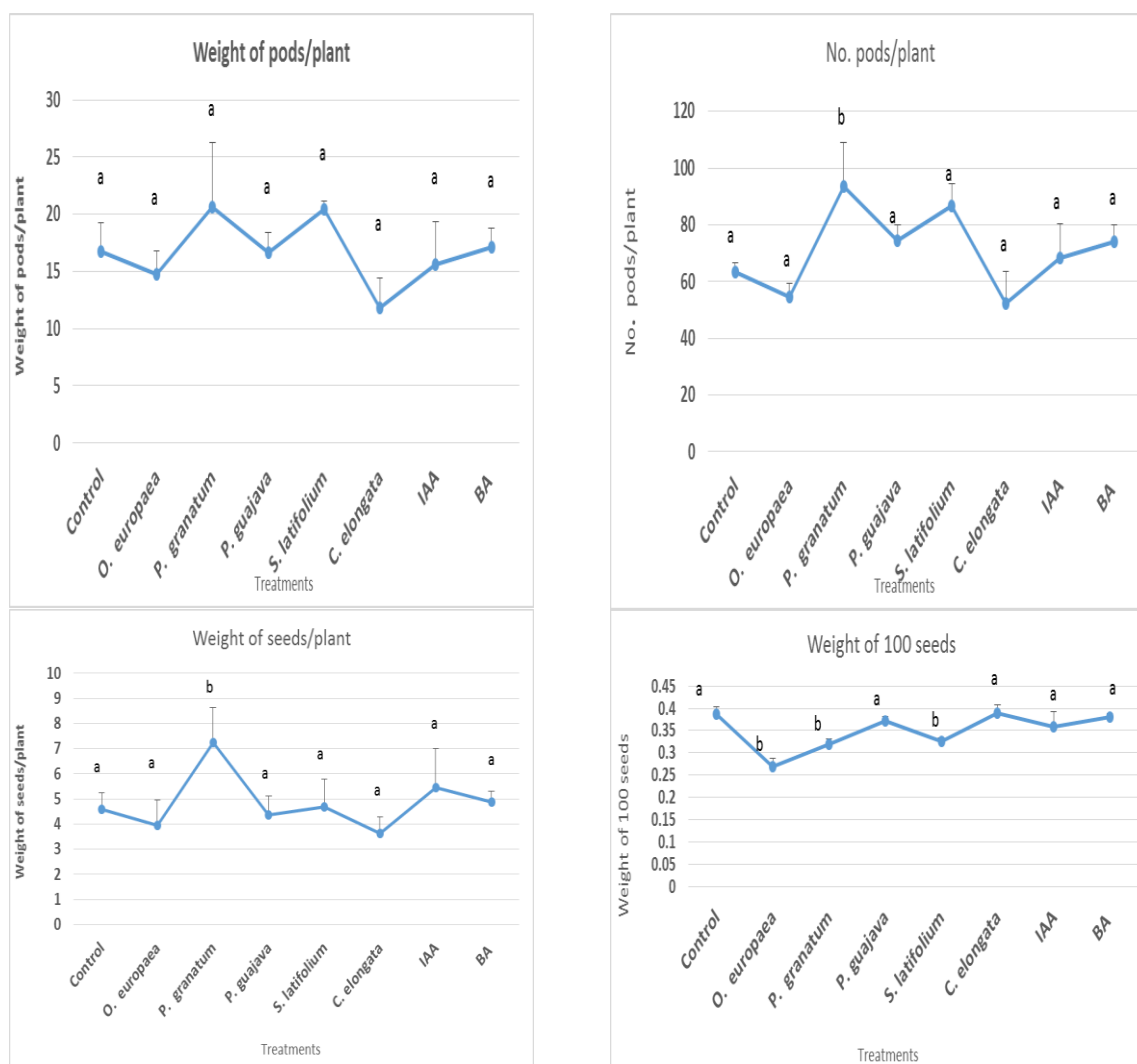 Weight of pods/plant
Weight of pods/plant
30
25
20
15
10
5
0
a
a
a
a
a
a
a
a
Control
O. europaea
P. granatum
P. guajava
S. latifolium
C. elongata
IAA
BA
Treatments
No. pods/plant
No. pods/plant
120
100
80
60
40
20
0
a
a
b
a
a
a
a
a
Control
O. europaea
P. granatum
P. guajava
S. latifolium
C. elongata
IAA
BA
Treatments
Weight of seeds/plant
Weight of seeds/plant
10
9
8
7
6
5
4
3
2
1
0
a
a
b
a
a
a
a
a
Control
O. europaea
P. granatum
P. guajava
S. latifolium
C. elongata
IAA
BA
Treatments
Weight of 100 seeds
Weight of 100 seeds
0.45
0.4
0.35
0.3
0.25
0.2
0.15
0.1
0.05
0
a
b
b
a
b
a
a
a
Control
O. europaea
P. granatum
P. guajava
S. latifolium
C. elongata
IAA
BA
Treatments